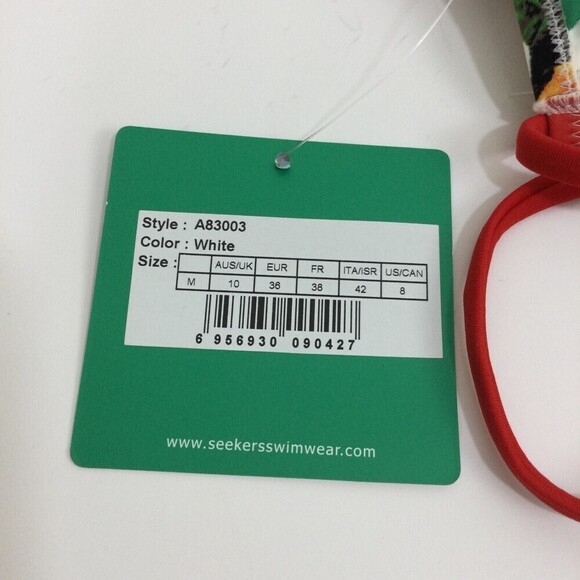 Style : A83003
Color : White
Size :
AUS/UK EUR FR ITA/ISR US/CAN
M 10 36 38 42 8
6 956930 090427
www.seekersswimwear.com